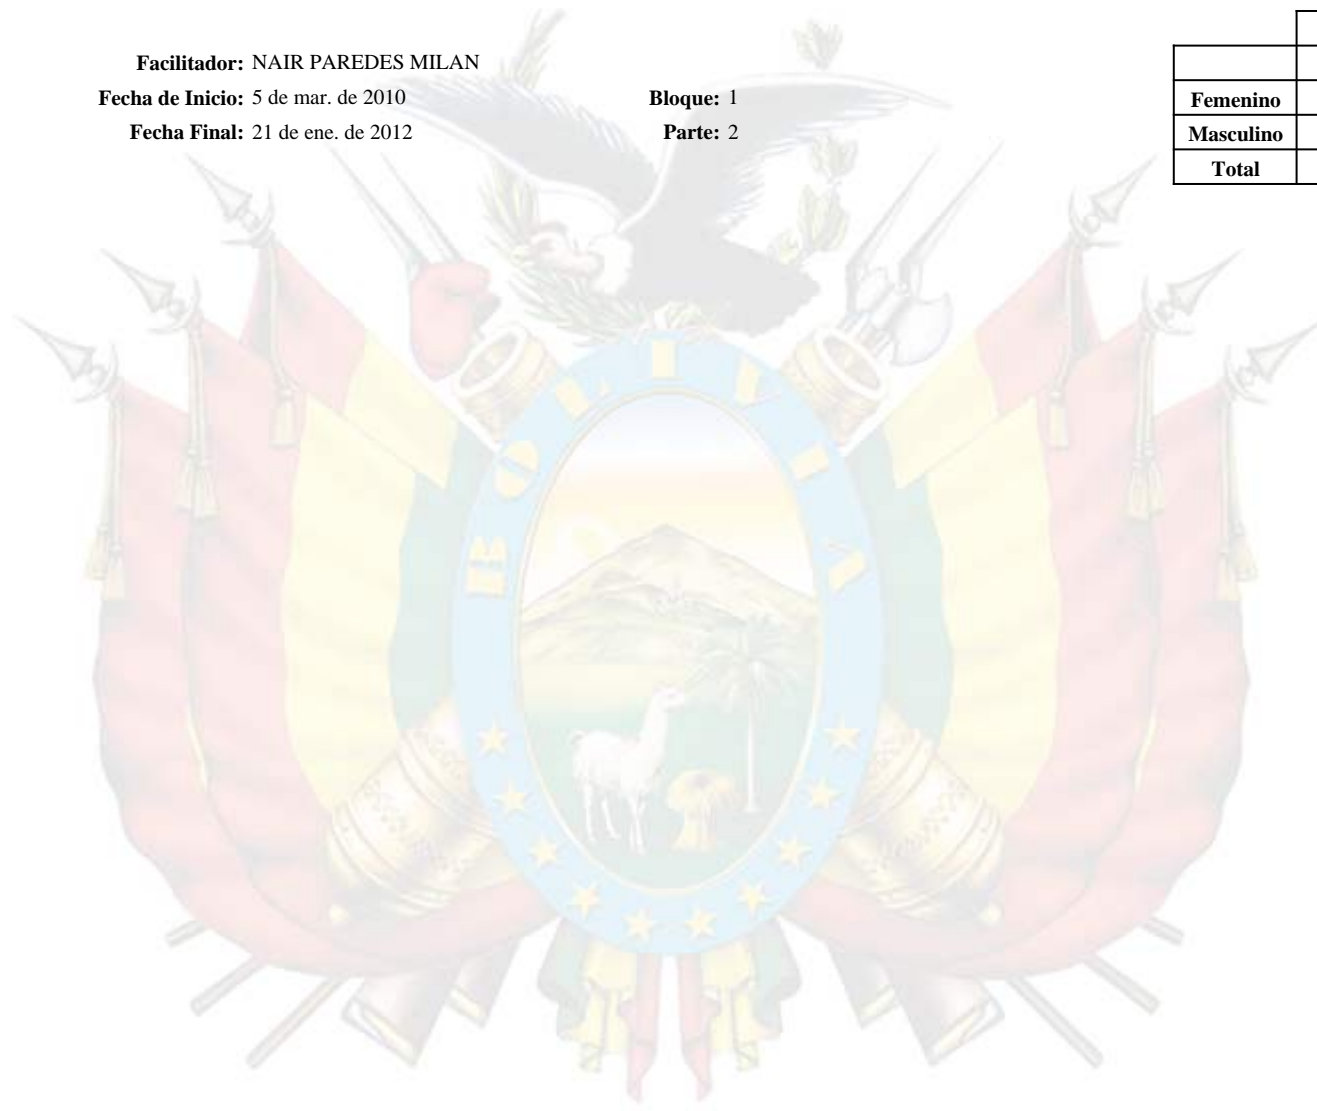 Facilitador: NAIR PAREDES MILAN
Fecha de Inicio: 5 de mar. de 2010
Bloque: 1
Fecha Final: 21 de ene. de 2012
Parte: 2
Femenino
Masculino
Total
BOLIVIA